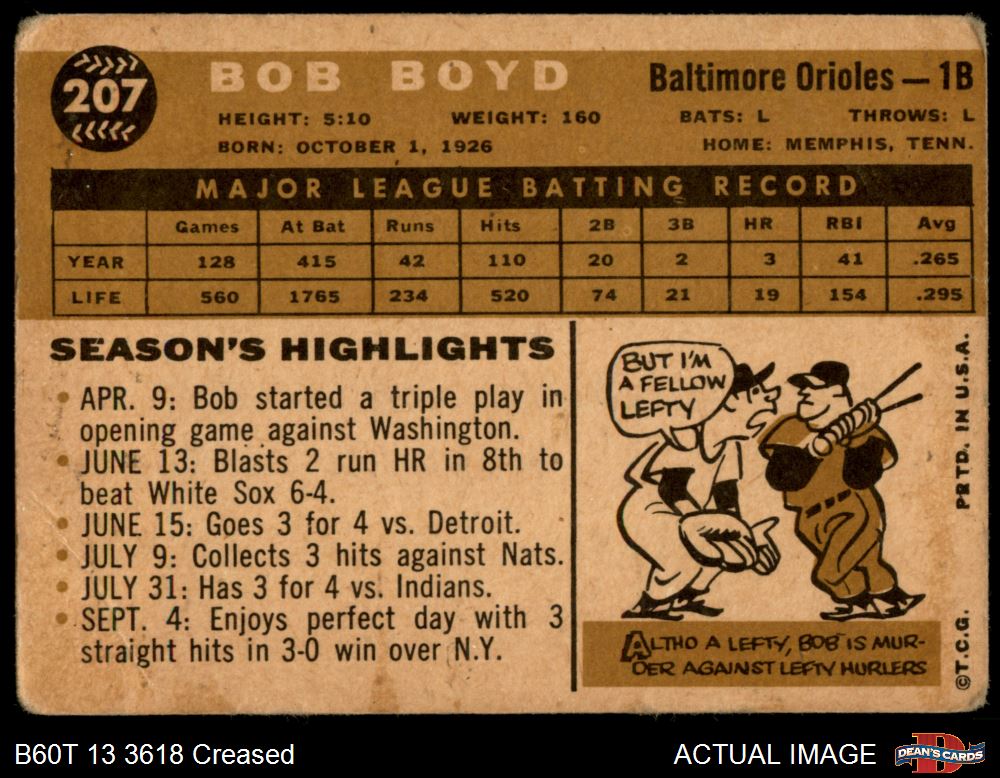 207
BOB BOYD
Baltimore Orioles — 1B
HEIGHT: 5:10 WEIGHT: 160 BATS: L THROWS: L
BORN: OCTOBER 1, 1926 HOME: MEMPHIS, TENN.
MAJOR LEAGUE BATTING RECORD
Games At Bat Runs Hits 2B 3B HR RBI Avg
YEAR 128 415 42 110 20 2 3 41 .265
LIFE 560 1765 234 520 74 21 19 154 .295
SEASON'S HIGHLIGHTS
• APR. 9: Bob started a triple play in
opening game against Washington.
• JUNE 13: Blasts 2 run HR in 8th to
beat White Sox 6-4.
• JUNE 15: Goes 3 for 4 vs. Detroit.
• JULY 9: Collects 3 hits against Nats.
• JULY 31: Has 3 for 4 vs. Indians.
• SEPT. 4: Enjoys perfect day with 3
straight hits in 3-0 win over N.Y.
BUT I'M
A FELLOW
LEFTY
ALTHO A LEFTY, BOB IS MUR-
DER AGAINST LEFTY HURLERS
PRTD. IN U.S.A.
©T.C.G.
B60T 13 3618 Creased
ACTUAL IMAGE
DEAN'S CARDS